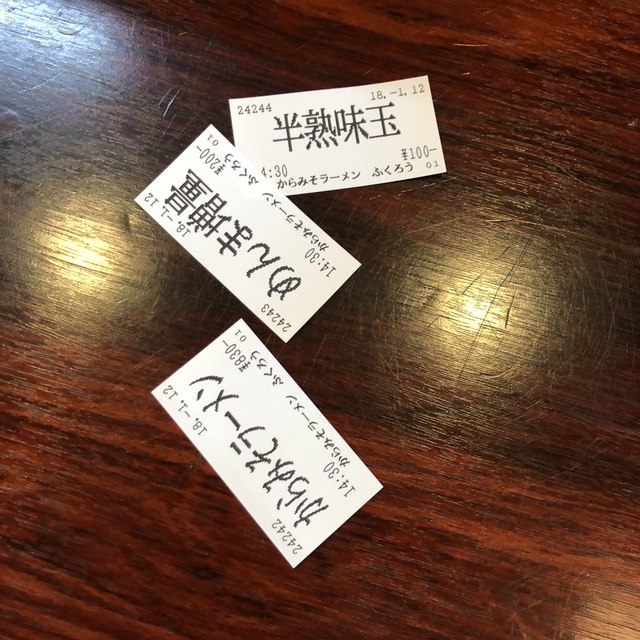 24244 18.-1.12
半熟味玉
¥100-
4:30
からみそラーメン ふくろう 01
24243 18.-1.12
めんま増量
¥200-
14:30
からみそラーメン ふくろう 01
24242 18.-1.12
からみそラーメン
¥830-
14:30
からみそラーメン ふくろう 01